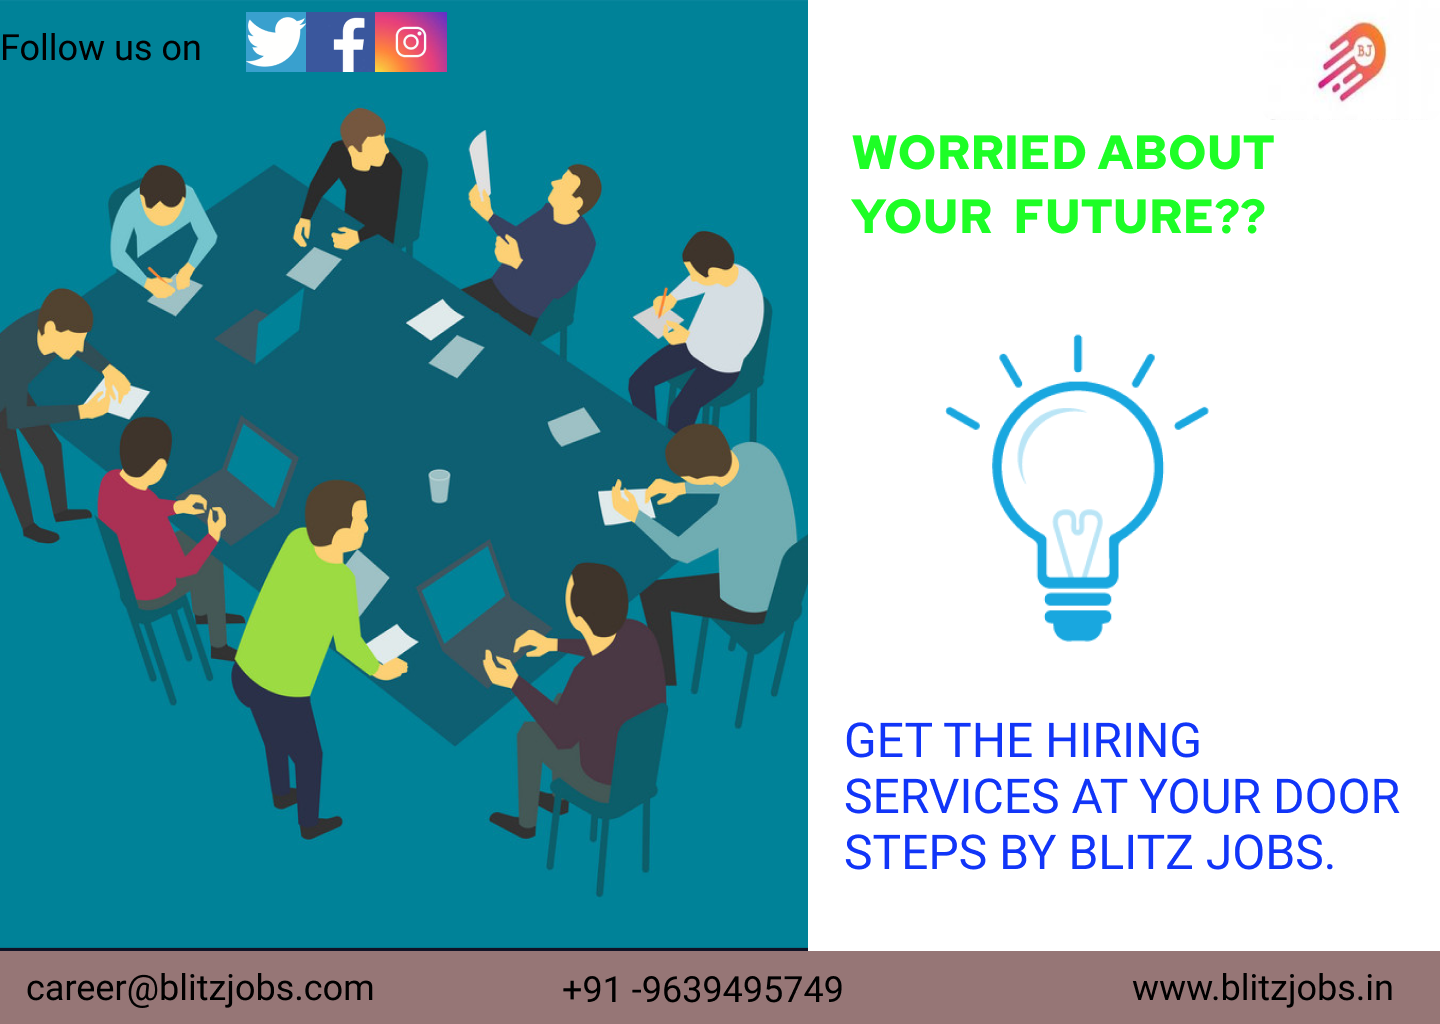 Follow us on
BJ
WORRIED ABOUT
YOUR FUTURE??
GET THE HIRING
SERVICES AT YOUR DOOR
STEPS BY BLITZ JOBS.
career@blitzjobs.com
+91 -9639495749
www.blitzjobs.in